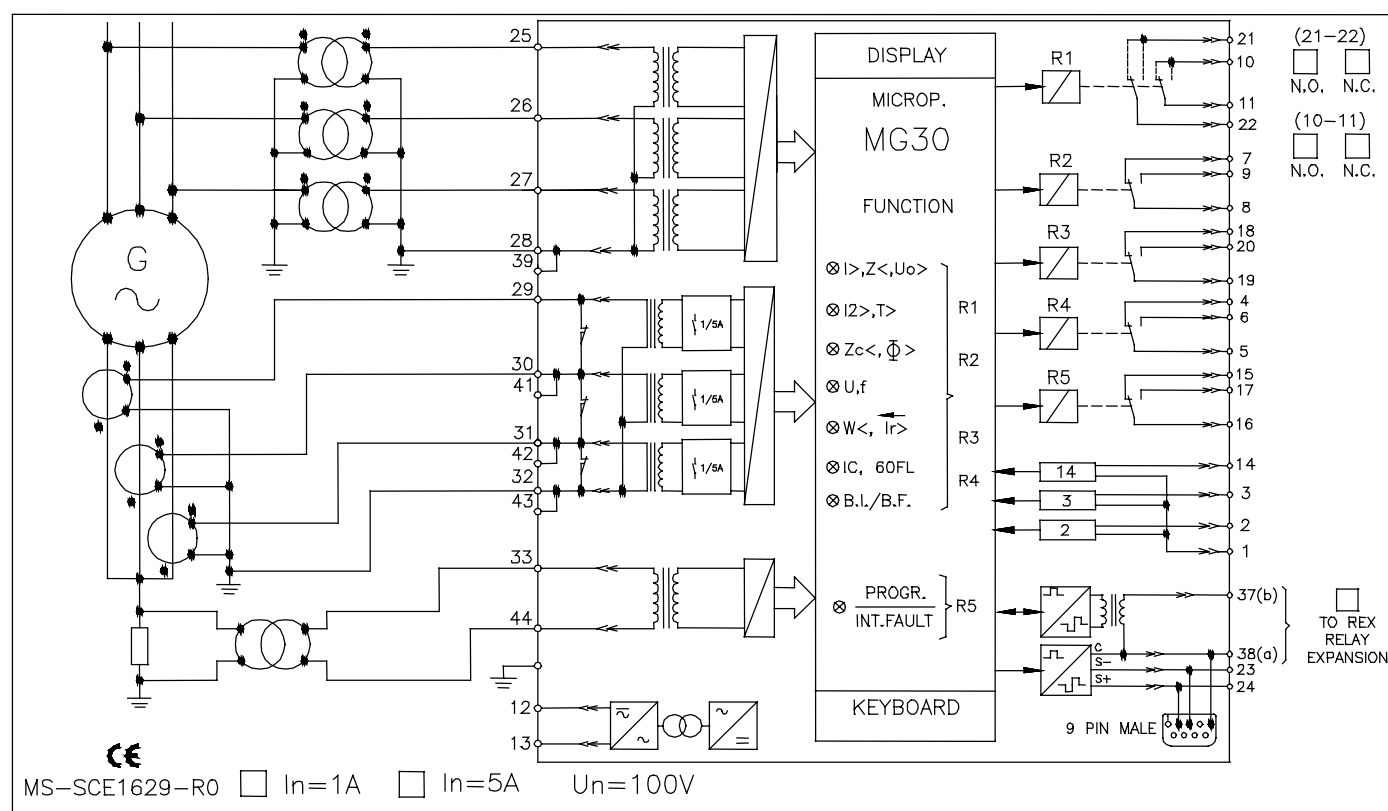 25
26
27
28
39
29
30
41
31
42
32
43
33
44
12
13
G
1/5A
1/5A
1/5A
DISPLAY
MICROP.
MG30
FUNCTION
I>,Z<,Uo>
I2>,T>
Zc<, Φ>
U,f
W<, Ir>
IC, 60FL
B.I./B.F.
R1
R2
R3
R4
PROGR.
INT.FAULT
R5
KEYBOARD
R1
R2
R3
R4
R5
14
3
2
21
10
11
22
7
9
8
18
20
19
4
6
5
15
17
16
14
3
2
1
37(b)
38(a)
23
24
C
S-
S+
9 PIN MALE
(21-22)
N.O. N.C.
(10-11)
N.O. N.C.
TO REX
RELAY
EXPANSION
CE
MS-SCE1629-R0 In=1A In=5A Un=100V